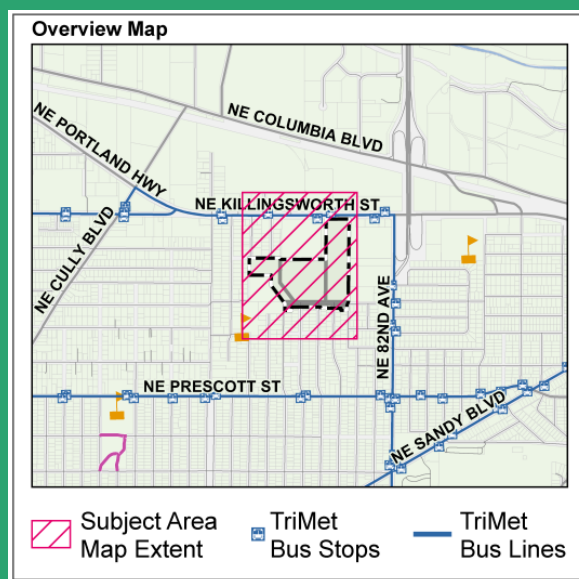 Overview Map
NE COLUMBIA BLVD
NE PORTLAND HWY
NE KILLINGSWORTH ST
NE CULLY BLVD
NE 82ND AVE
NE PRESCOTT ST
NE SANDY BLVD
Subject Area
Map Extent
TriMet
Bus Stops
TriMet
Bus Lines